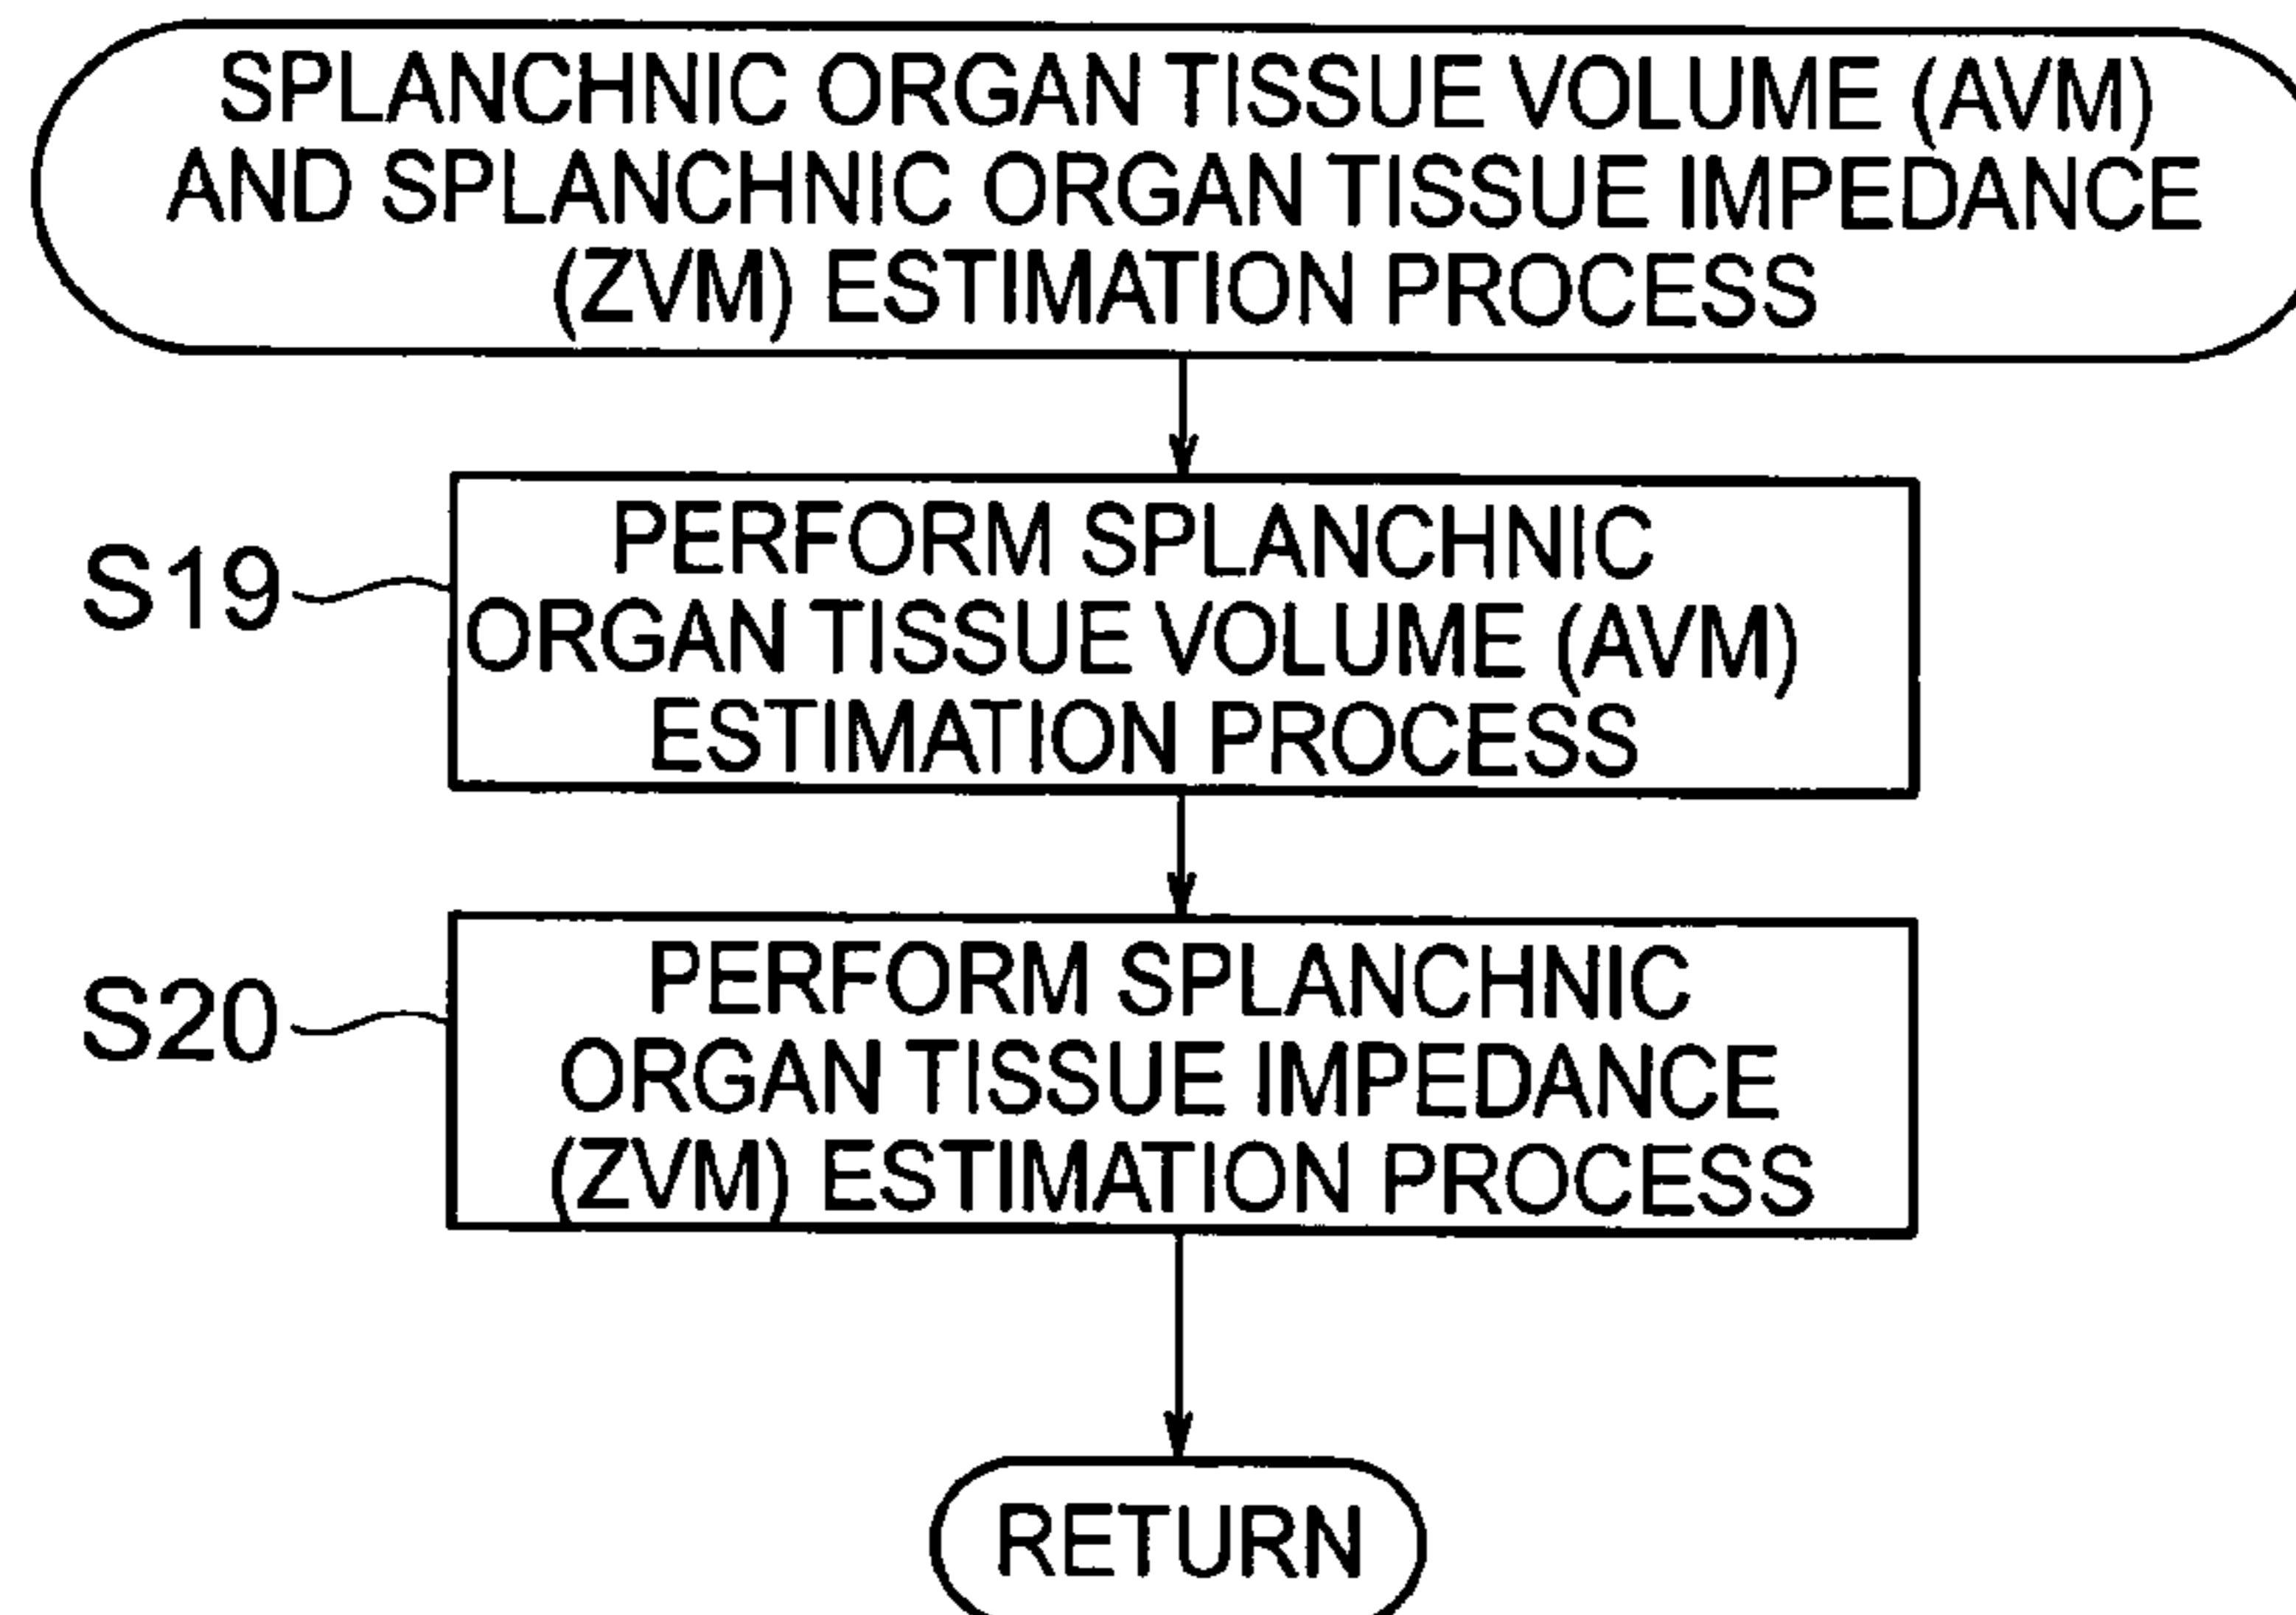 SPLANCHNIC ORGAN TISSUE VOLUME (AVM)
AND SPLANCHNIC ORGAN TISSUE IMPEDANCE
(ZVM) ESTIMATION PROCESS
S19
PERFORM SPLANCHNIC
ORGAN TISSUE VOLUME (AVM)
ESTIMATION PROCESS
S20
PERFORM SPLANCHNIC
ORGAN TISSUE IMPEDANCE
(ZVM) ESTIMATION PROCESS
RETURN